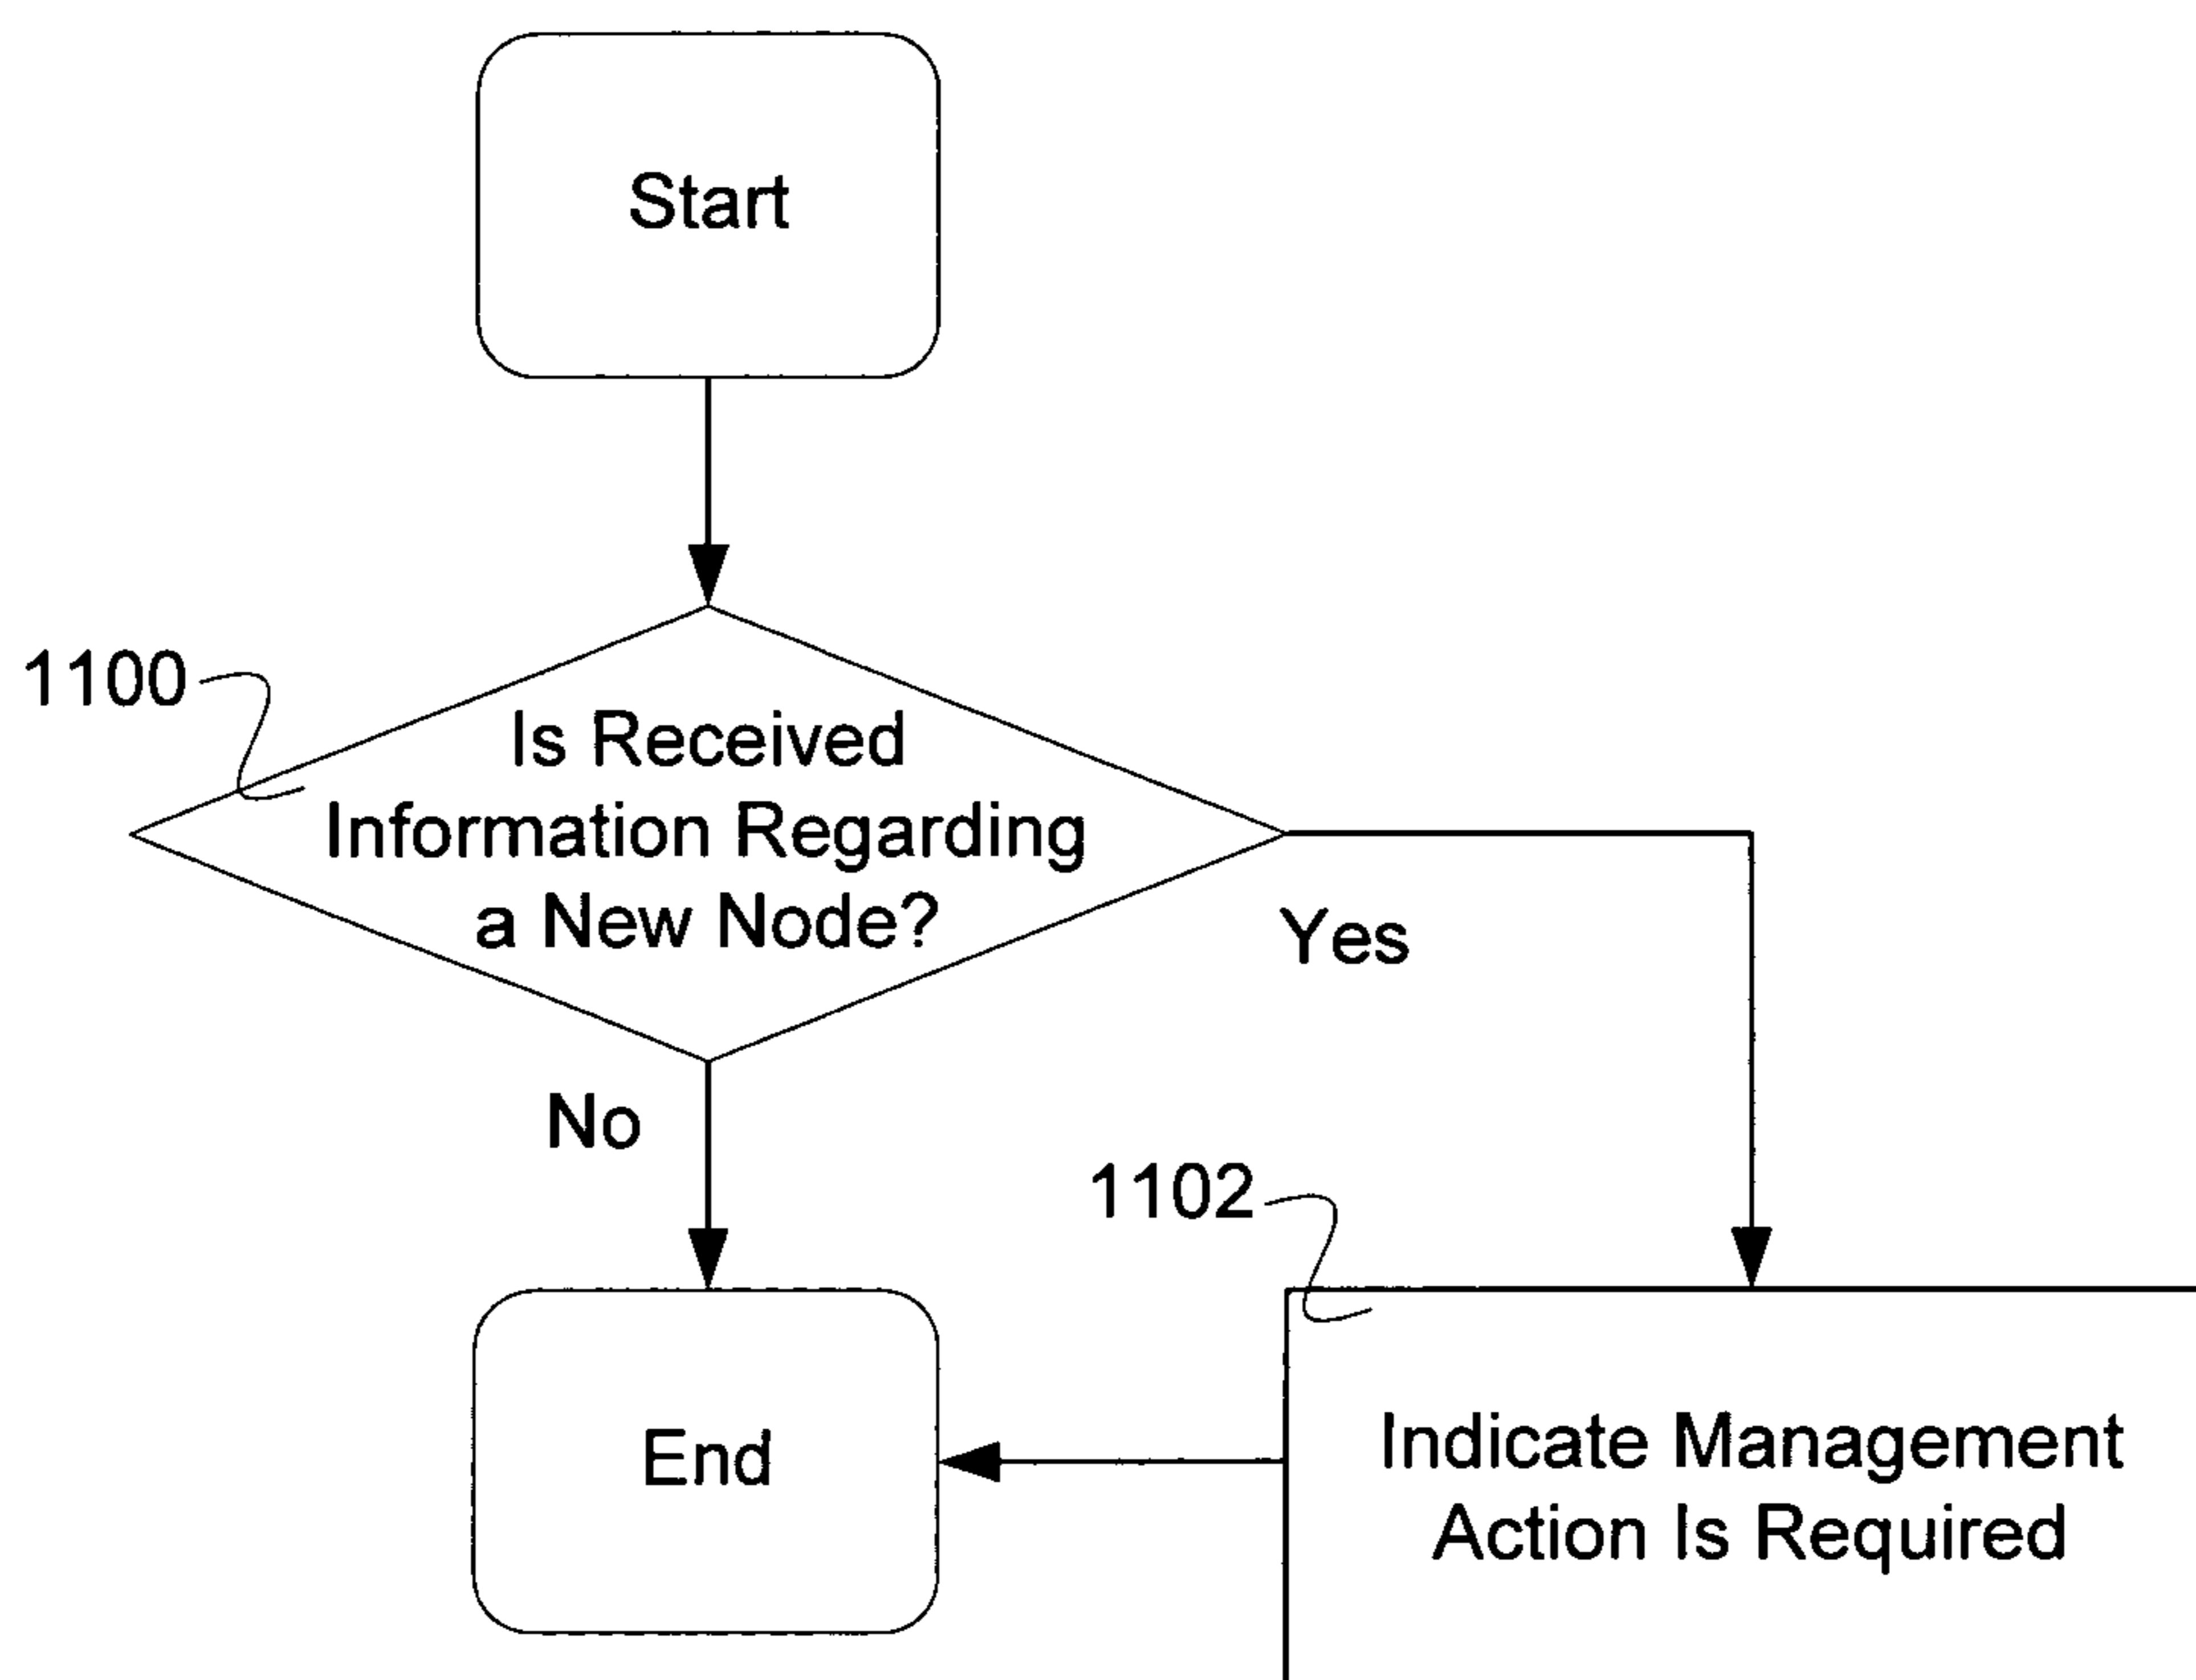 Start
1100
Is Received
Information Regarding
a New Node?
Yes
No
1102
End
Indicate Management
Action Is Required